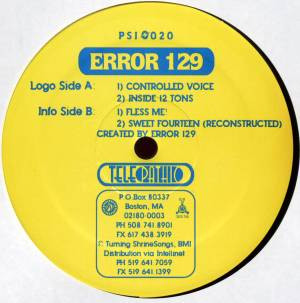 PSI 020
ERROR 129
Logo Side A: 1) CONTROLLED VOICE
2) INSIDE 12 TONS
Info Side B: 1) FLESS ME'
2) SWEET FOURTEEN (RECONSTRUCTED)
CREATED BY ERROR 129
TELEPATHIC
P.O.Box 80337
Boston, MA
02180-0003
PH 508 741 8901
FX 617 438 3919
Turning ShrineSongs, BMI
Distribution via Intellinet
PH 519 641 7059
FX 519 641 1399